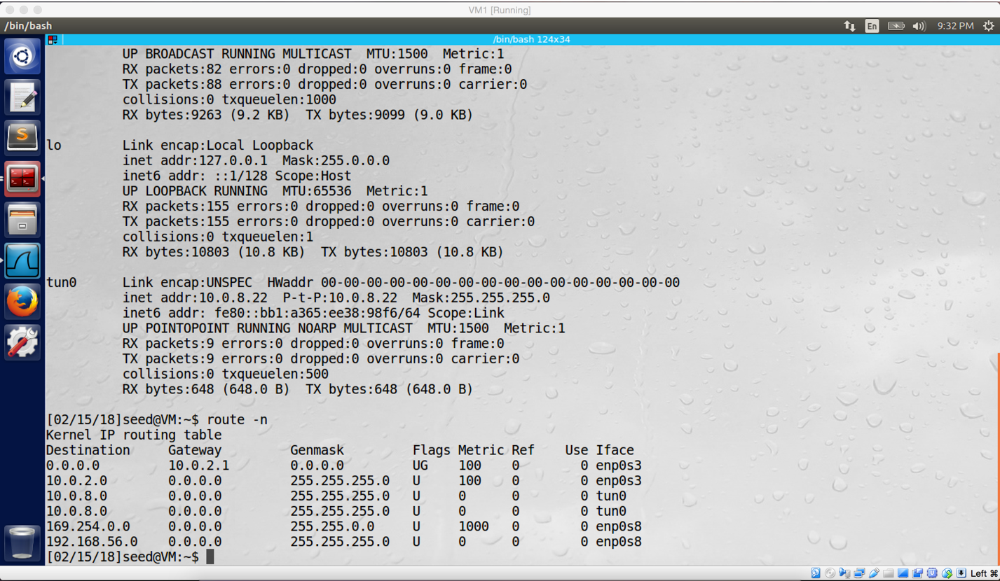 VM1 [Running]
/bin/bash
En
9:32 PM
/bin/bash 124x34
UP BROADCAST RUNNING MULTICAST  MTU:1500  Metric:1
RX packets:82 errors:0 dropped:0 overruns:0 frame:0
TX packets:88 errors:0 dropped:0 overruns:0 carrier:0
collisions:0 txqueuelen:1000
RX bytes:9263 (9.2 KB)  TX bytes:9099 (9.0 KB)
lo        Link encap:Local Loopback
inet addr:127.0.0.1  Mask:255.0.0.0
inet6 addr: ::1/128 Scope:Host
UP LOOPBACK RUNNING  MTU:65536  Metric:1
RX packets:155 errors:0 dropped:0 overruns:0 frame:0
TX packets:155 errors:0 dropped:0 overruns:0 carrier:0
collisions:0 txqueuelen:1
RX bytes:10803 (10.8 KB)  TX bytes:10803 (10.8 KB)
tun0      Link encap:UNSPEC  HWaddr 00-00-00-00-00-00-00-00-00-00-00-00-00-00-00-00
inet addr:10.0.8.22  P-t-P:10.0.8.22  Mask:255.255.255.0
inet6 addr: fe80::bb1:a365:ee38:98f6/64 Scope:Link
UP POINTOPOINT RUNNING NOARP MULTICAST  MTU:1500  Metric:1
RX packets:9 errors:0 dropped:0 overruns:0 frame:0
TX packets:9 errors:0 dropped:0 overruns:0 carrier:0
collisions:0 txqueuelen:500
RX bytes:648 (648.0 B)  TX bytes:648 (648.0 B)
[02/15/18]seed@VM:~$ route -n
Kernel IP routing table
Destination     Gateway         Genmask         Flags Metric Ref    Use Iface
0.0.0.0         10.0.2.1        0.0.0.0         UG    100    0        0 enp0s3
10.0.2.0        0.0.0.0         255.255.255.0   U     100    0        0 enp0s3
10.0.8.0        0.0.0.0         255.255.255.0   U     0      0        0 tun0
10.0.8.0        0.0.0.0         255.255.255.0   U     0      0        0 tun0
169.254.0.0     0.0.0.0         255.255.0.0     U     1000   0        0 enp0s8
192.168.56.0    0.0.0.0         255.255.255.0   U     0      0        0 enp0s8
[02/15/18]seed@VM:~$
Left ⌘